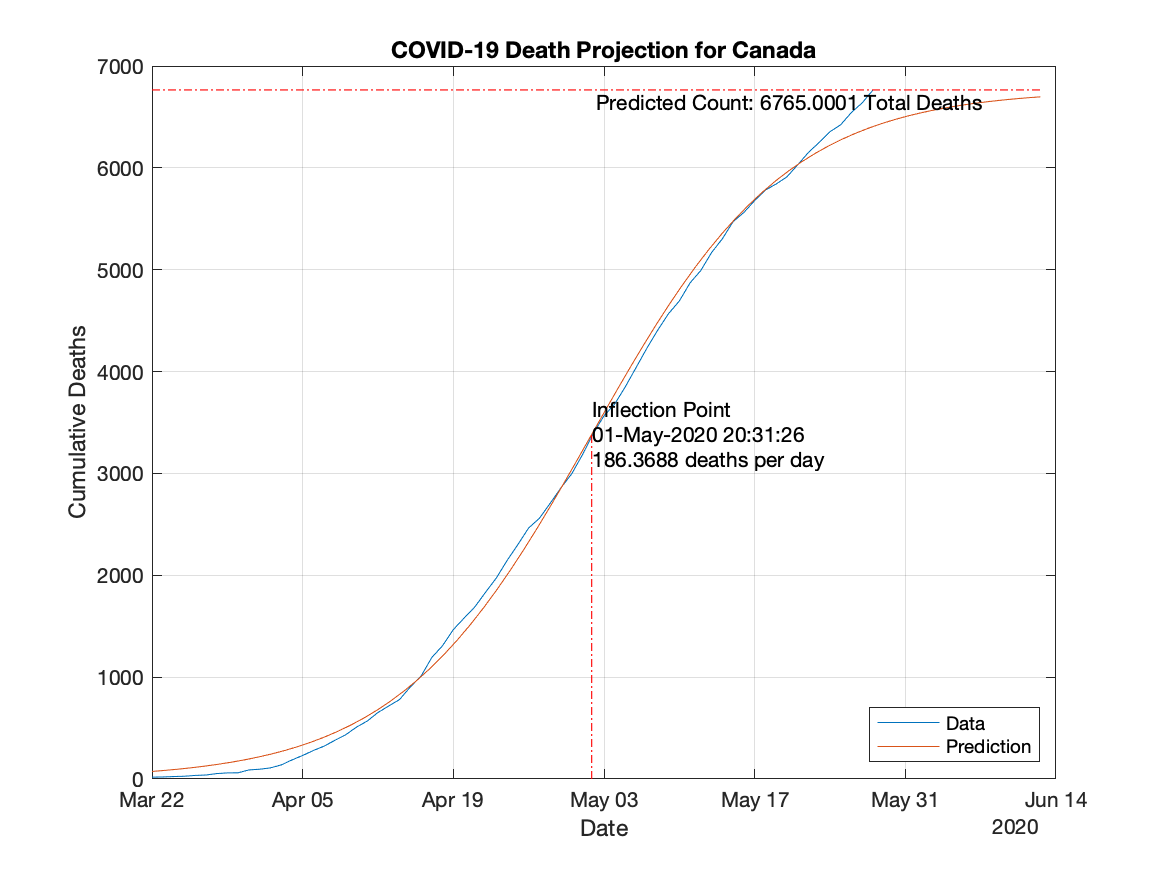 COVID-19 Death Projection for Canada
7000
6000
5000
4000
3000
2000
1000
0
Cumulative Deaths
Predicted Count: 6765.0001 Total Deaths
Inflection Point
01-May-2020 20:31:26
186.3688 deaths per day
Data
Prediction
Mar 22 Apr 05 Apr 19 May 03 May 17 May 31 Jun 14
Date
2020